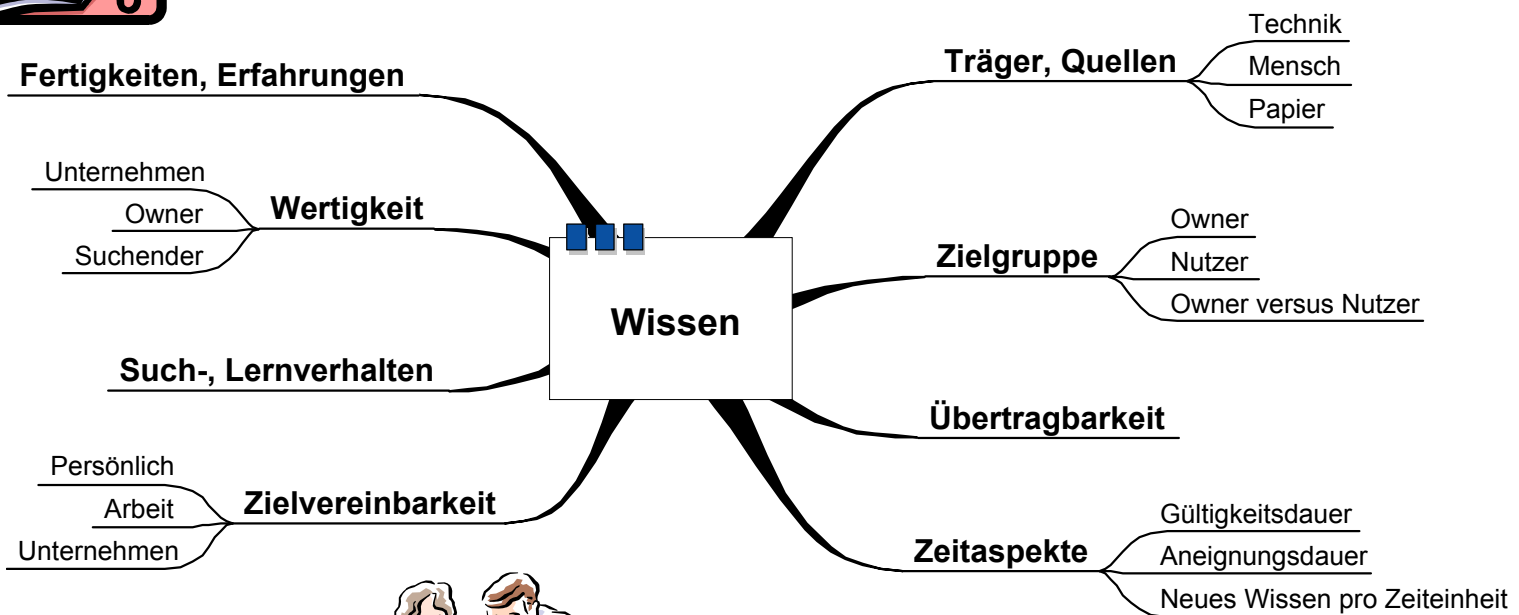 Fertigkeiten, Erfahrungen
Unternehmen
Owner
Suchender
Wertigkeit
Such-, Lernverhalten
Persönlich
Arbeit
Unternehmen
Zielvereinbarkeit
Wissen
Träger, Quellen
Technik
Mensch
Papier
Zielgruppe
Owner
Nutzer
Owner versus Nutzer
Übertragbarkeit
Zeitaspekte
Gültigkeitsdauer
Aneignungsdauer
Neues Wissen pro Zeiteinheit